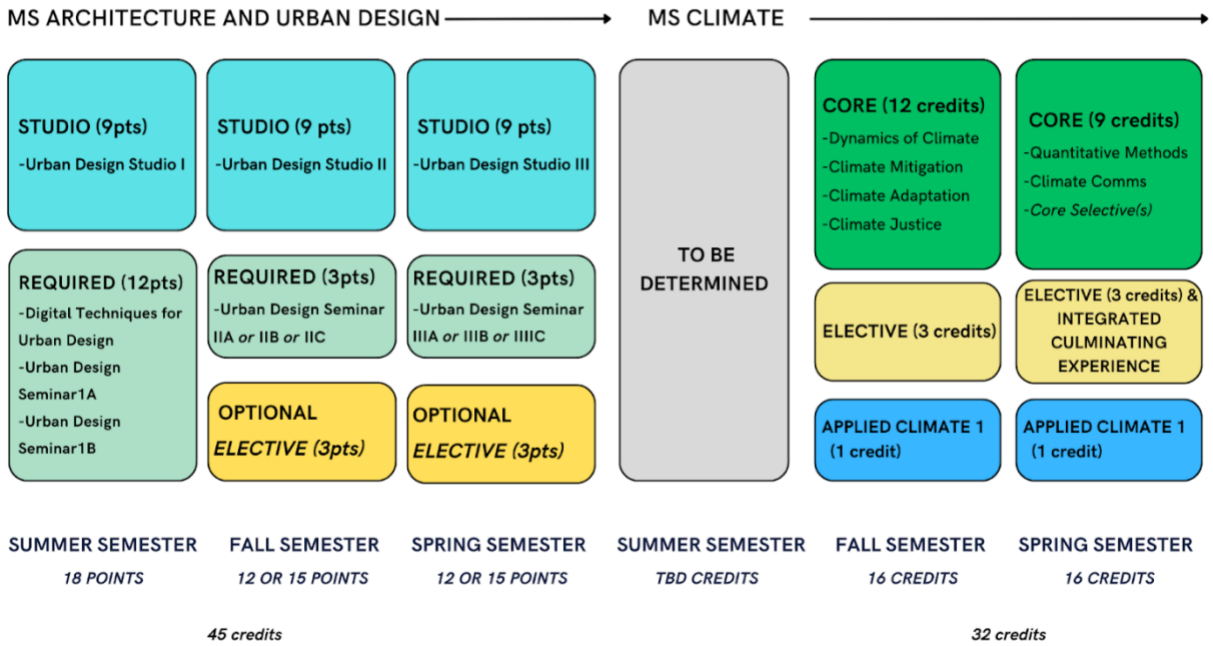 MS ARCHITECTURE AND URBAN DESIGN
MS CLIMATE
STUDIO (9pts)
-Urban Design Studio I
STUDIO (9 pts)
-Urban Design Studio II
STUDIO (9 pts)
-Urban Design Studio III
REQUIRED (12pts)
-Digital Techniques for
Urban Design
-Urban Design
Seminar1A
-Urban Design
Seminar1B
REQUIRED (3pts)
-Urban Design Seminar
IIA or IIB or IIC
REQUIRED (3pts)
-Urban Design Seminar
IIIA or IIIB or IIIIC
OPTIONAL
ELECTIVE (3pts)
OPTIONAL
ELECTIVE (3pts)
TO BE
DETERMINED
CORE (12 credits)
-Dynamics of Climate
-Climate Mitigation
-Climate Adaptation
-Climate Justice
CORE (9 credits)
-Quantitative Methods
-Climate Comms
-Core Selective(s)
ELECTIVE (3 credits)
ELECTIVE (3 credits) &
INTEGRATED
CULMINATING
EXPERIENCE
APPLIED CLIMATE 1
(1 credit)
APPLIED CLIMATE 1
(1 credit)
SUMMER SEMESTER
18 POINTS
FALL SEMESTER
12 OR 15 POINTS
SPRING SEMESTER
12 OR 15 POINTS
SUMMER SEMESTER
TBD CREDITS
FALL SEMESTER
16 CREDITS
SPRING SEMESTER
16 CREDITS
45 credits
32 credits